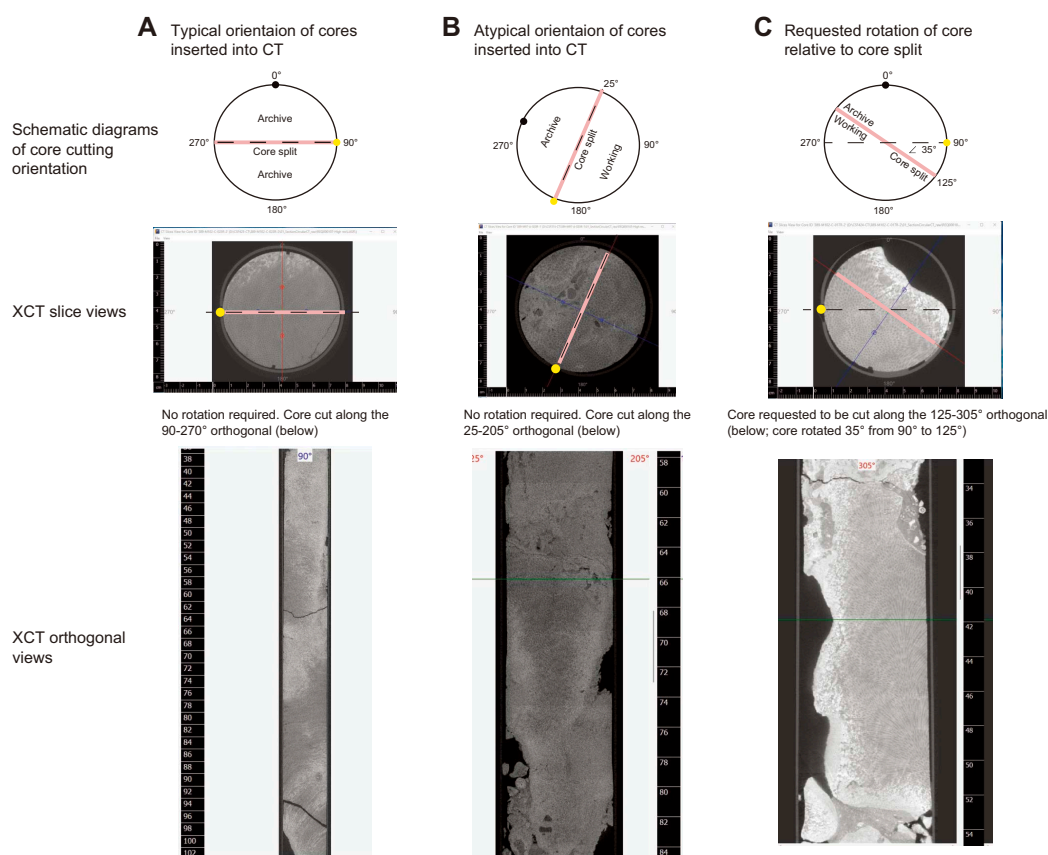 A Typical orientaion of cores
inserted into CT
B Atypical orientaion of cores
inserted into CT
C Requested rotation of core
relative to core split
Schematic diagrams
of core cutting
orientation
0°
Archive
270°
90°
Core split
Archive
180°
25°
Archive
Core split
Working
90°
180°
0°
Archive
Working
270°
∠ 35°
90°
Core split
125°
180°
XCT slice views
No rotation required. Core cut along the
90-270° orthogonal (below)
No rotation required. Core cut along the
25-205° orthogonal (below)
Core requested to be cut along the 125-305° orthogonal
(below; core rotated 35° from 90° to 125°)
XCT orthogonal
views
90°
38
40
42
44
46
48
50
52
54
56
58
60
62
64
66
68
70
72
74
76
78
80
82
84
86
88
90
92
94
96
98
100
102
25°
205°
58
60
62
64
66
68
70
72
74
76
78
80
82
84
305°
34
36
38
40
42
44
46
48
50
52
54